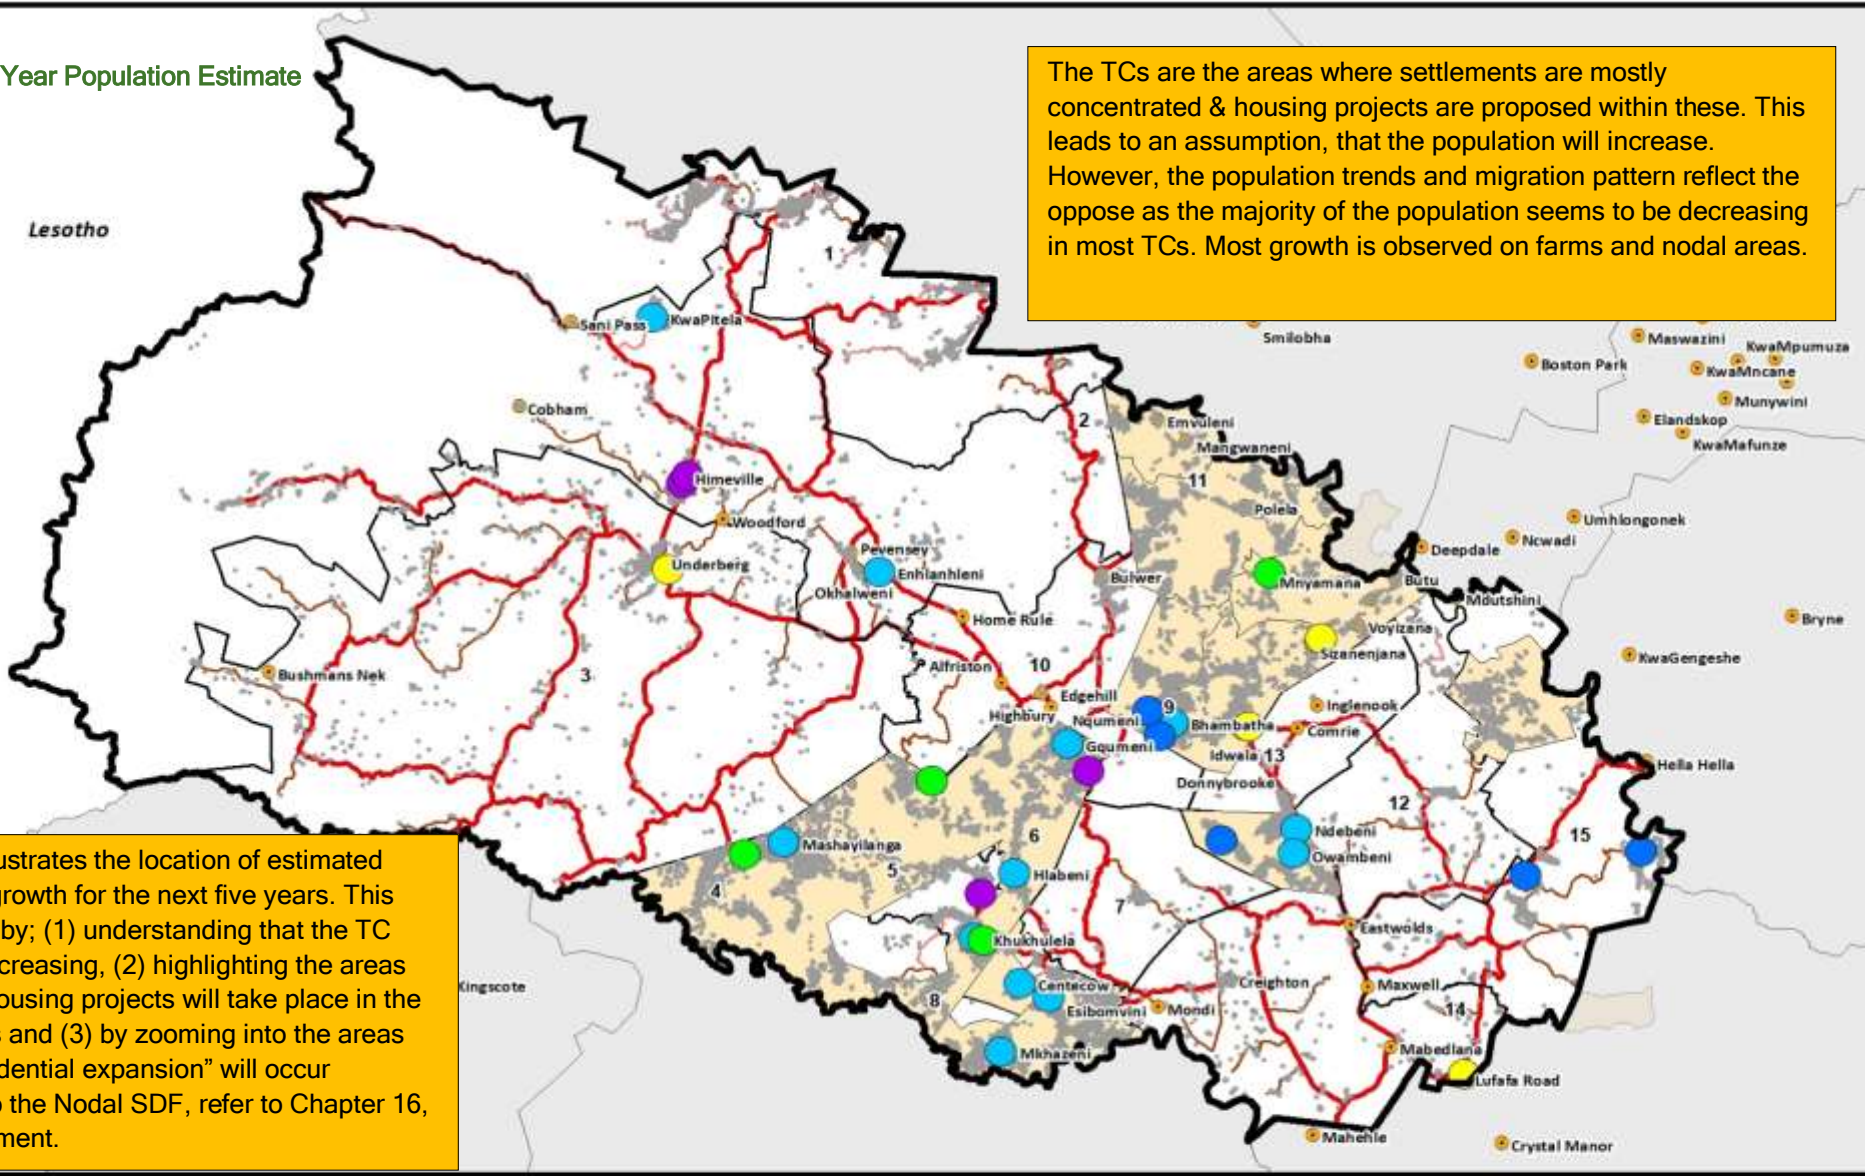 Year Population Estimate
The TCs are the areas where settlements are mostly
concentrated & housing projects are proposed within these. This
leads to an assumption, that the population will increase.
However, the population trends and migration pattern reflect the
oppose as the majority of the population seems to be decreasing
in most TCs. Most growth is observed on farms and nodal areas.
Lesotho
1
Sani Pass
KwaPitela
Smilobha
Maswazini
KwaMpumuza
Boston Park
KwaMncane
Munywini
Cobham
2
Emvuleni
Elandskop
Mangwaneni
KwaMafunze
Himeville
11
Polela
Woodford
Umhlongonek
Ncwadi
Pevensey
Deepdale
Underberg
Enhlanhleni
Bulwer
Mnyamana
Butu
Okhalweni
Mdutshini
Home Rule
Bryne
Voyizana
Sizanenjana
KwaGengeshe
Alfriston
10
Bushmans Nek
3
Edgehill
Inglenook
Highbury
Nqumeni
9
Bhambatha
Comrie
Gqumeni
Idwala
13
Hella Hella
Donnybrooke
12
Ndebeni
15
6
Mashayilanga
Owambeni
5
Hlabeni
4
7
Eastwolds
Khukhulela
Kingscote
Centecow
Creighton
Maxwell
8
Esibomvini
Mondi
14
Mkhazeni
Mabedlana
Lufafa Road
Mahehle
Crystal Manor
ustrates the location of estimated
growth for the next five years. This
by; (1) understanding that the TC
creasing, (2) highlighting the areas
ousing projects will take place in the
s and (3) by zooming into the areas
dential expansion” will occur
o the Nodal SDF, refer to Chapter 16,
ment.